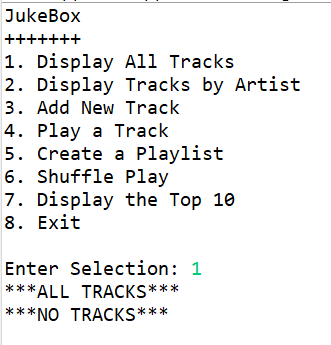 JukeBox
+++++++
1. Display All Tracks
2. Display Tracks by Artist
3. Add New Track
4. Play a Track
5. Create a Playlist
6. Shuffle Play
7. Display the Top 10
8. Exit
Enter Selection: 1
***ALL TRACKS***
***NO TRACKS***